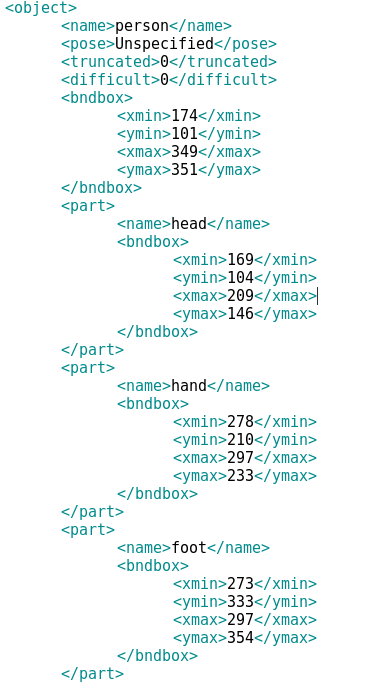 <object>
<name>person</name>
<pose>Unspecified</pose>
<truncated>0</truncated>
<difficult>0</difficult>
<bndbox>
<xmin>174</xmin>
<ymin>101</ymin>
<xmax>349</xmax>
<ymax>351</ymax>
</bndbox>
<part>
<name>head</name>
<bndbox>
<xmin>169</xmin>
<ymin>104</ymin>
<xmax>209</xmax>
<ymax>146</ymax>
</bndbox>
</part>
<part>
<name>hand</name>
<bndbox>
<xmin>278</xmin>
<ymin>210</ymin>
<xmax>297</xmax>
<ymax>233</ymax>
</bndbox>
</part>
<part>
<name>foot</name>
<bndbox>
<xmin>273</xmin>
<ymin>333</ymin>
<xmax>297</xmax>
<ymax>354</ymax>
</bndbox>
</part>